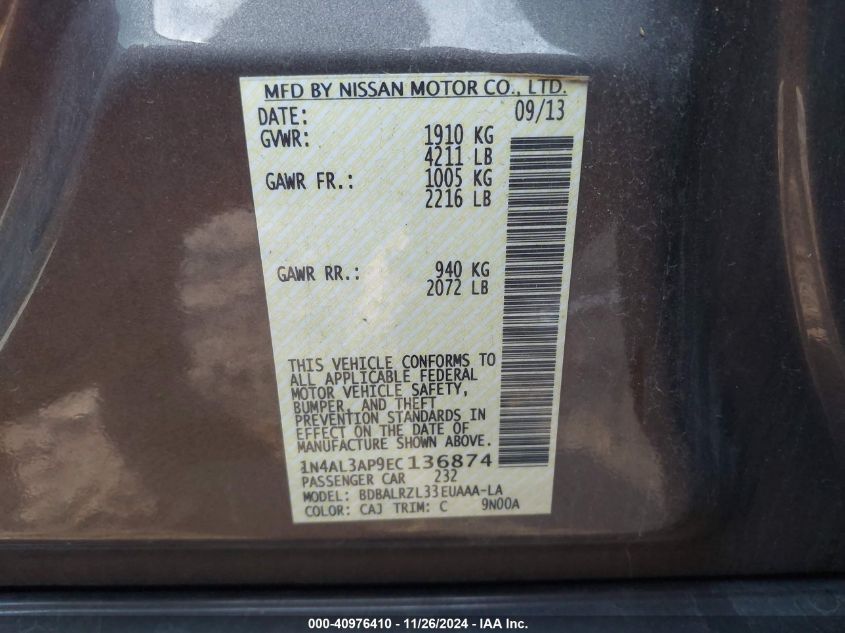 MFD BY NISSAN MOTOR CO., LTD.
DATE: 09/13
GVWR: 1910 KG
4211 LB
GAWR FR.: 1005 KG
2216 LB
GAWR RR.: 940 KG
2072 LB
THIS VEHICLE CONFORMS TO
ALL APPLICABLE FEDERAL
MOTOR VEHICLE SAFETY,
BUMPER, AND THEFT
PREVENTION STANDARDS IN
EFFECT ON THE DATE OF
MANUFACTURE SHOWN ABOVE.
1N4AL3AP9EC136874
PASSENGER CAR 232
MODEL: BDBALRZL33EUAAA-LA
COLOR: CAJ TRIM: C 9N00A
000-40976410 - 11/26/2024 - IAA Inc.